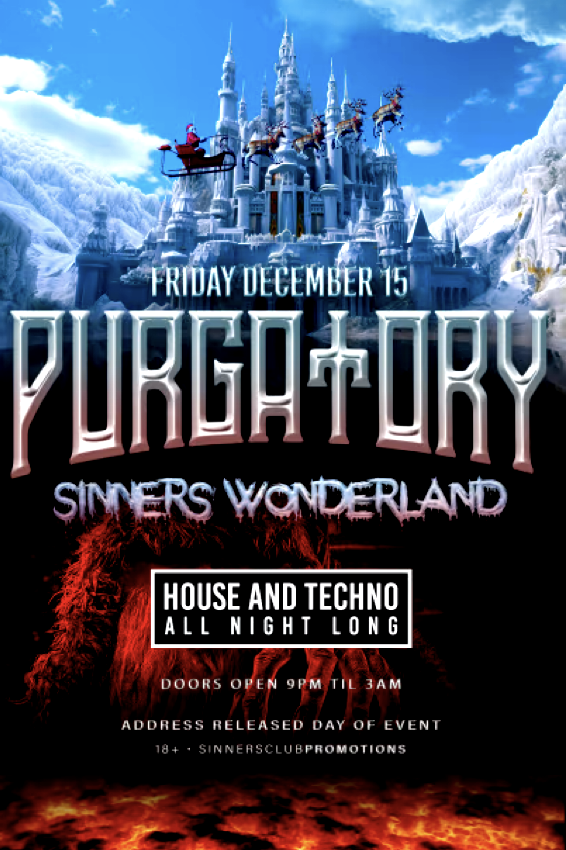 FRIDAY DECEMBER 15
PURGATORY
SINNERS WONDERLAND
HOUSE AND TECHNO
ALL NIGHT LONG
DOORS OPEN 9PM TIL 3AM
ADDRESS RELEASED DAY OF EVENT
18+ • SINNERSCLUBPROMOTIONS